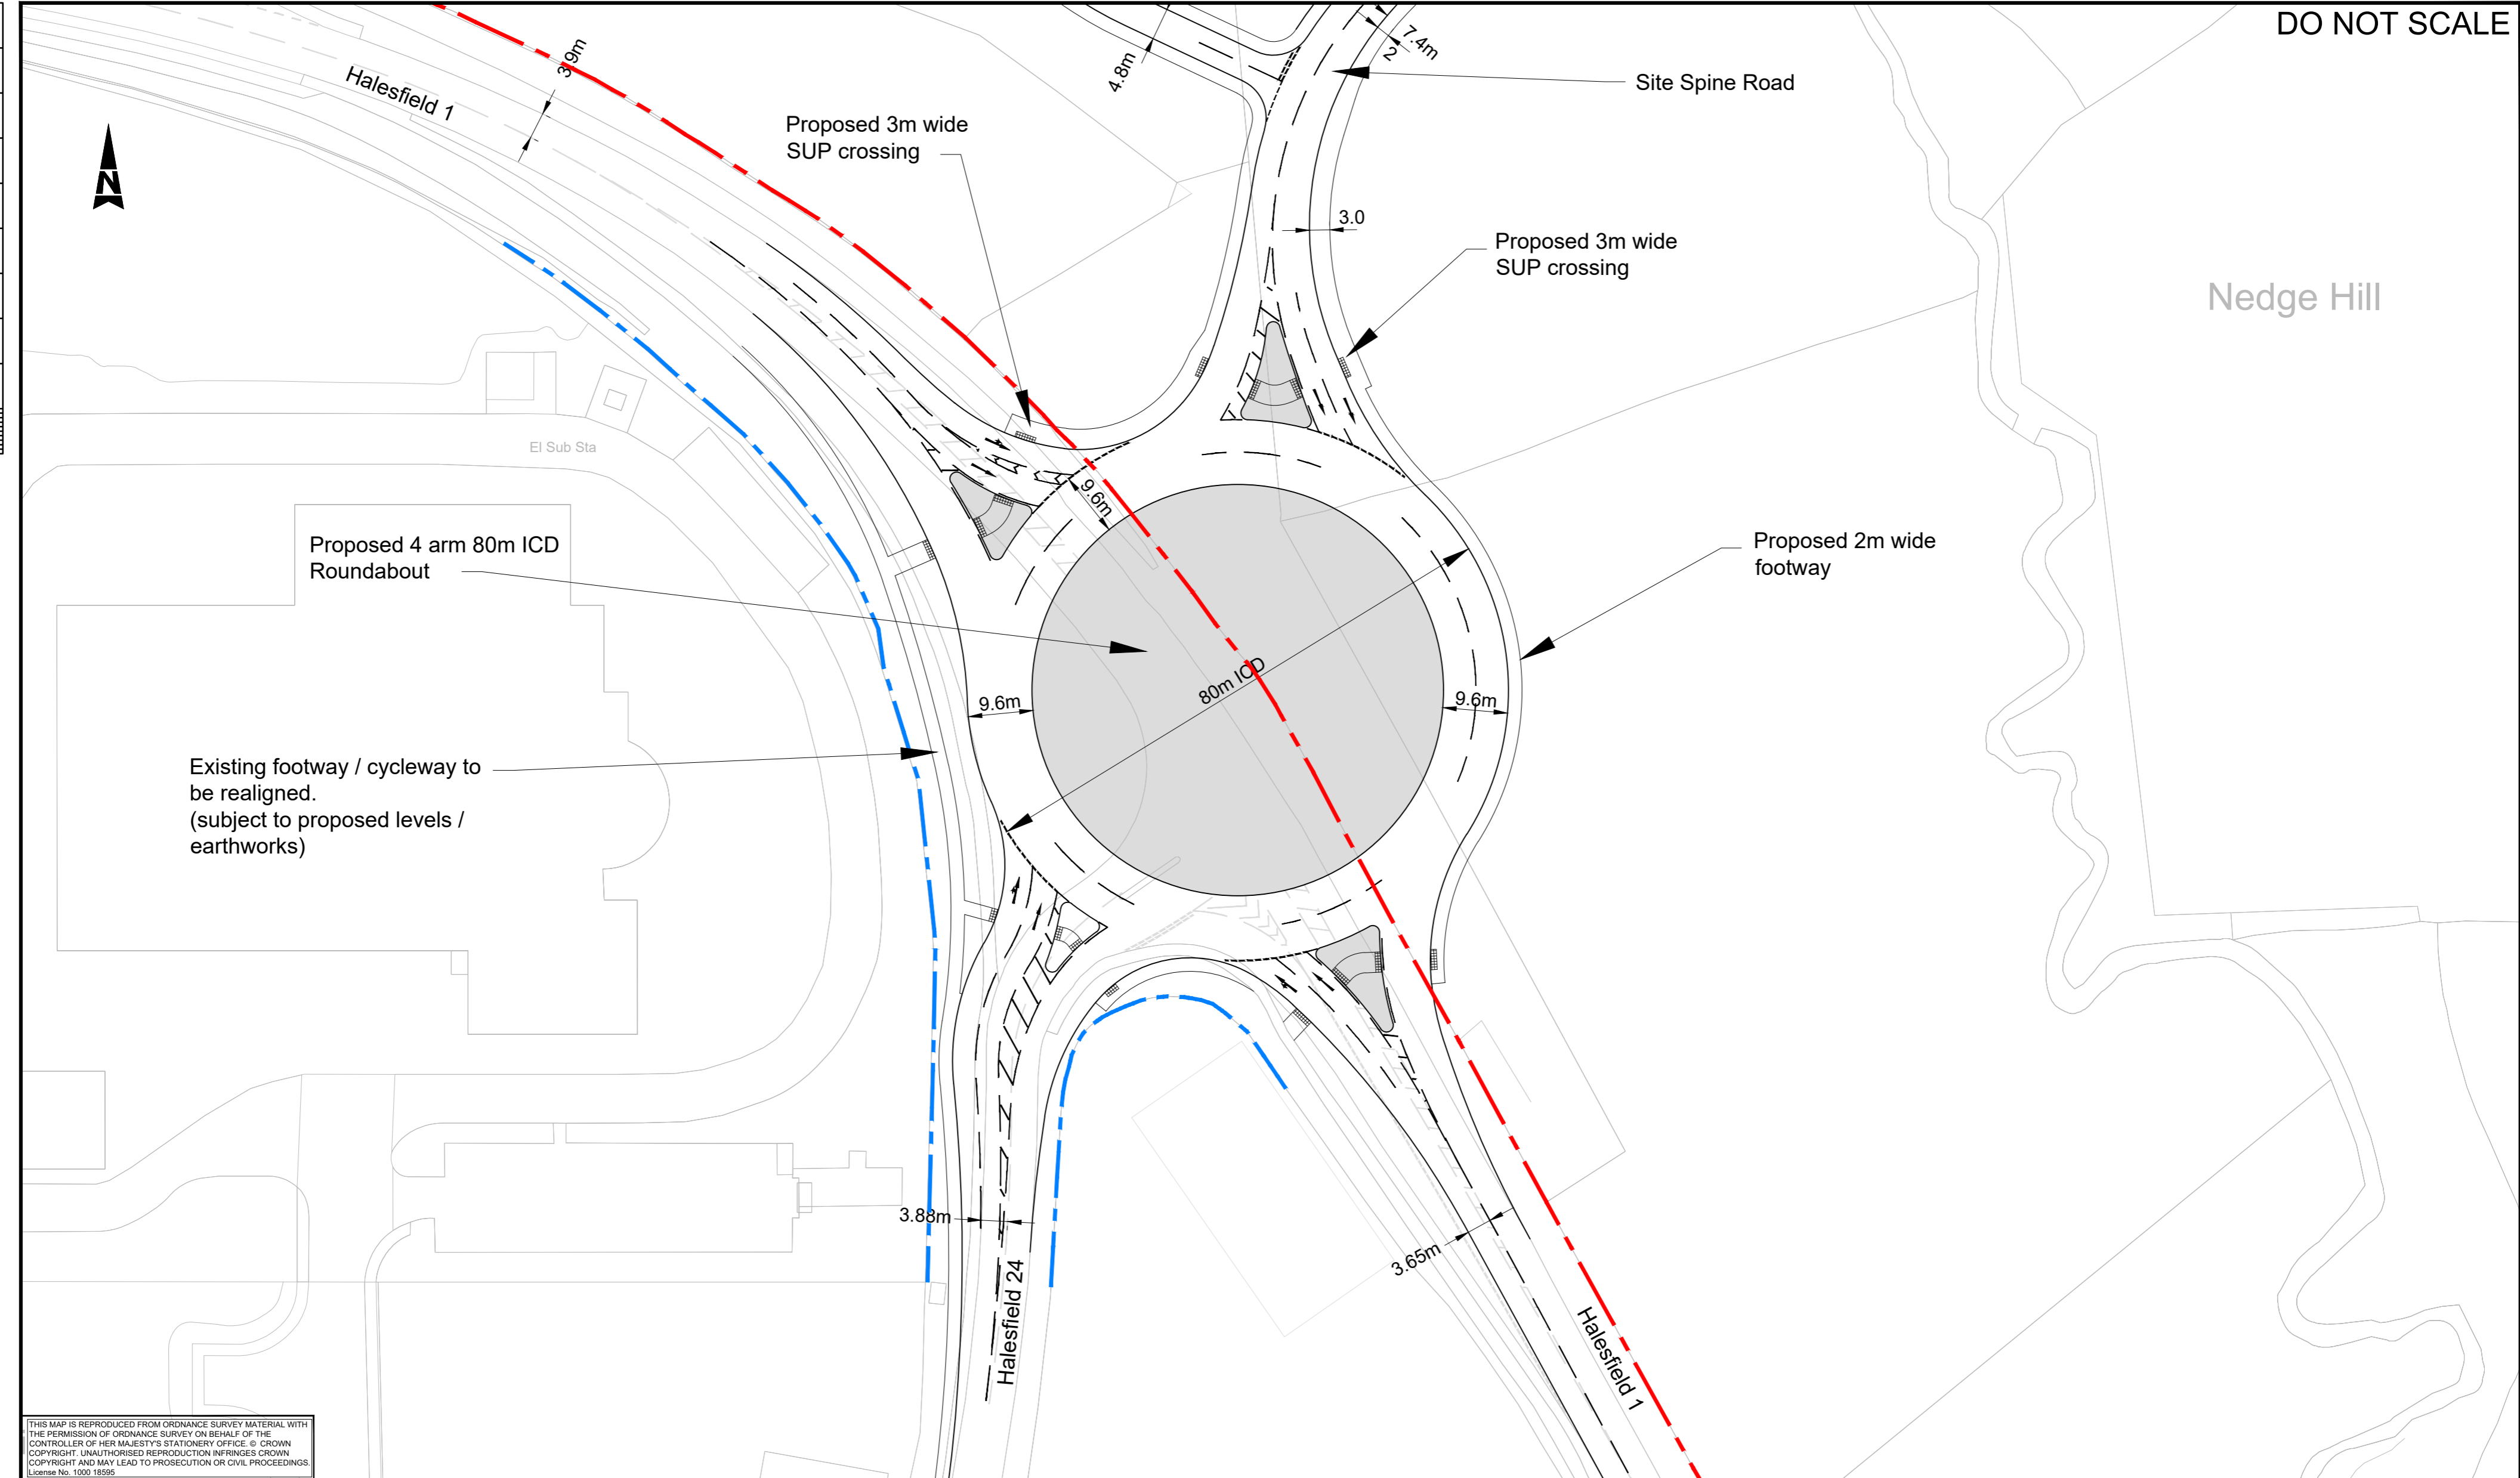 DO NOT SCALE
7.4m
2
4.8m
3.9m
Halesfield 1
Site Spine Road
Proposed 3m wide
SUP crossing
N
3.0
Proposed 3m wide
SUP crossing
Nedge Hill
El Sub Sta
9.6m
Proposed 4 arm 80m ICD
Roundabout
Proposed 2m wide
footway
80m ICD
9.6m
9.6m
Existing footway / cycleway to
be realigned.
(subject to proposed levels /
earthworks)
3.88m
3.65m
Halesfield 24
Halesfield 1
THIS MAP IS REPRODUCED FROM ORDNANCE SURVEY MATERIAL WITH
THE PERMISSION OF ORDNANCE SURVEY ON BEHALF OF THE
CONTROLLER OF HER MAJESTY'S STATIONERY OFFICE. © CROWN
COPYRIGHT. UNAUTHORISED REPRODUCTION INFRINGES CROWN
COPYRIGHT AND MAY LEAD TO PROSECUTION OR CIVIL PROCEEDINGS.
License No. 1000 18595